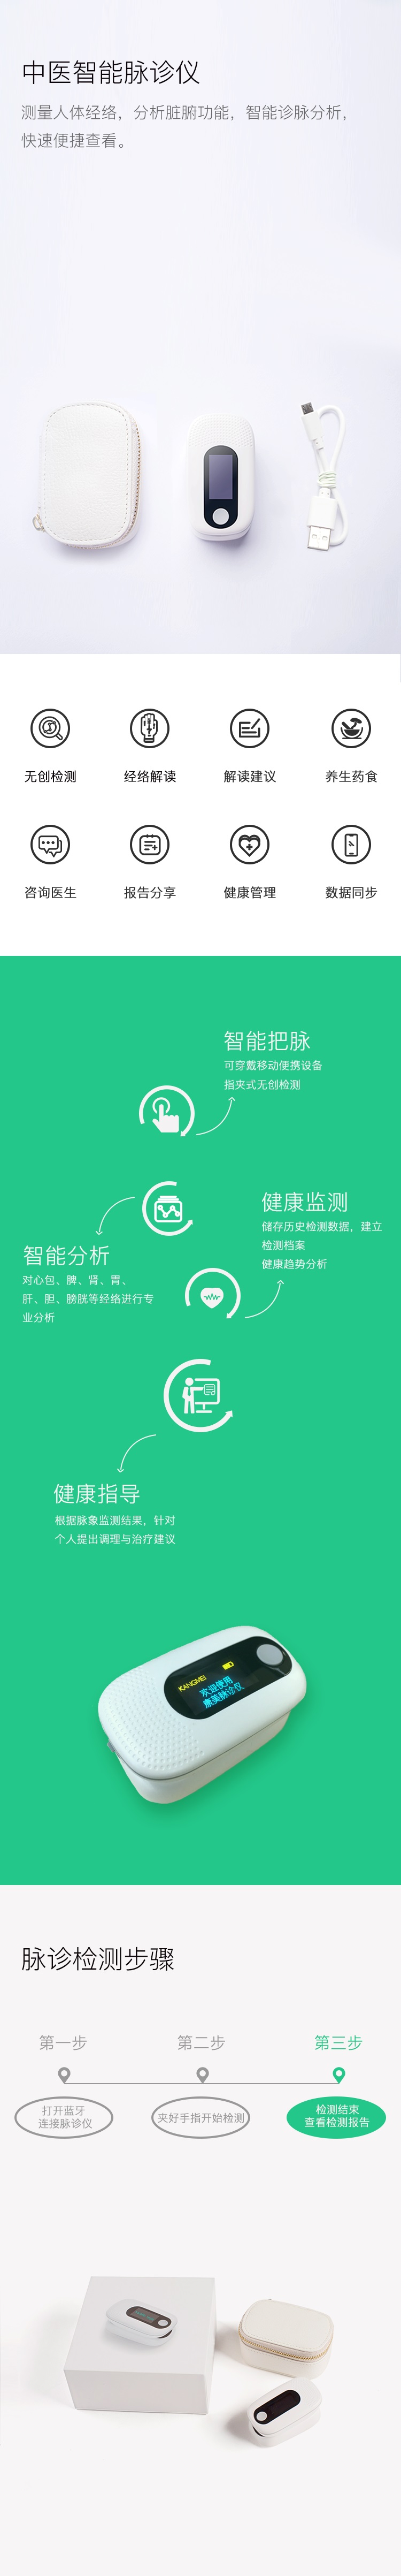 中医智能脉诊仪
测量人体经络，分析脏腑功能，智能诊脉分析，
快速便捷查看。
无创检测
经络解读
解读建议
养生药食
咨询医生
报告分享
健康管理
数据同步
智能把脉
可穿戴移动便携设备
指夹式无创检测
健康监测
储存历史检测数据，建立
检测档案
健康趋势分析
智能分析
对心包、脾、肾、胃、
肝、胆、膀胱等经络进行专
业分析
健康指导
根据脉象监测结果，针对
个人提出调理与治疗建议
KANGMEI
欢迎使用
康美脉诊仪
脉诊检测步骤
第一步
第二步
第三步
打开蓝牙
连接脉诊仪
夹好手指开始检测
检测结束
查看检测报告